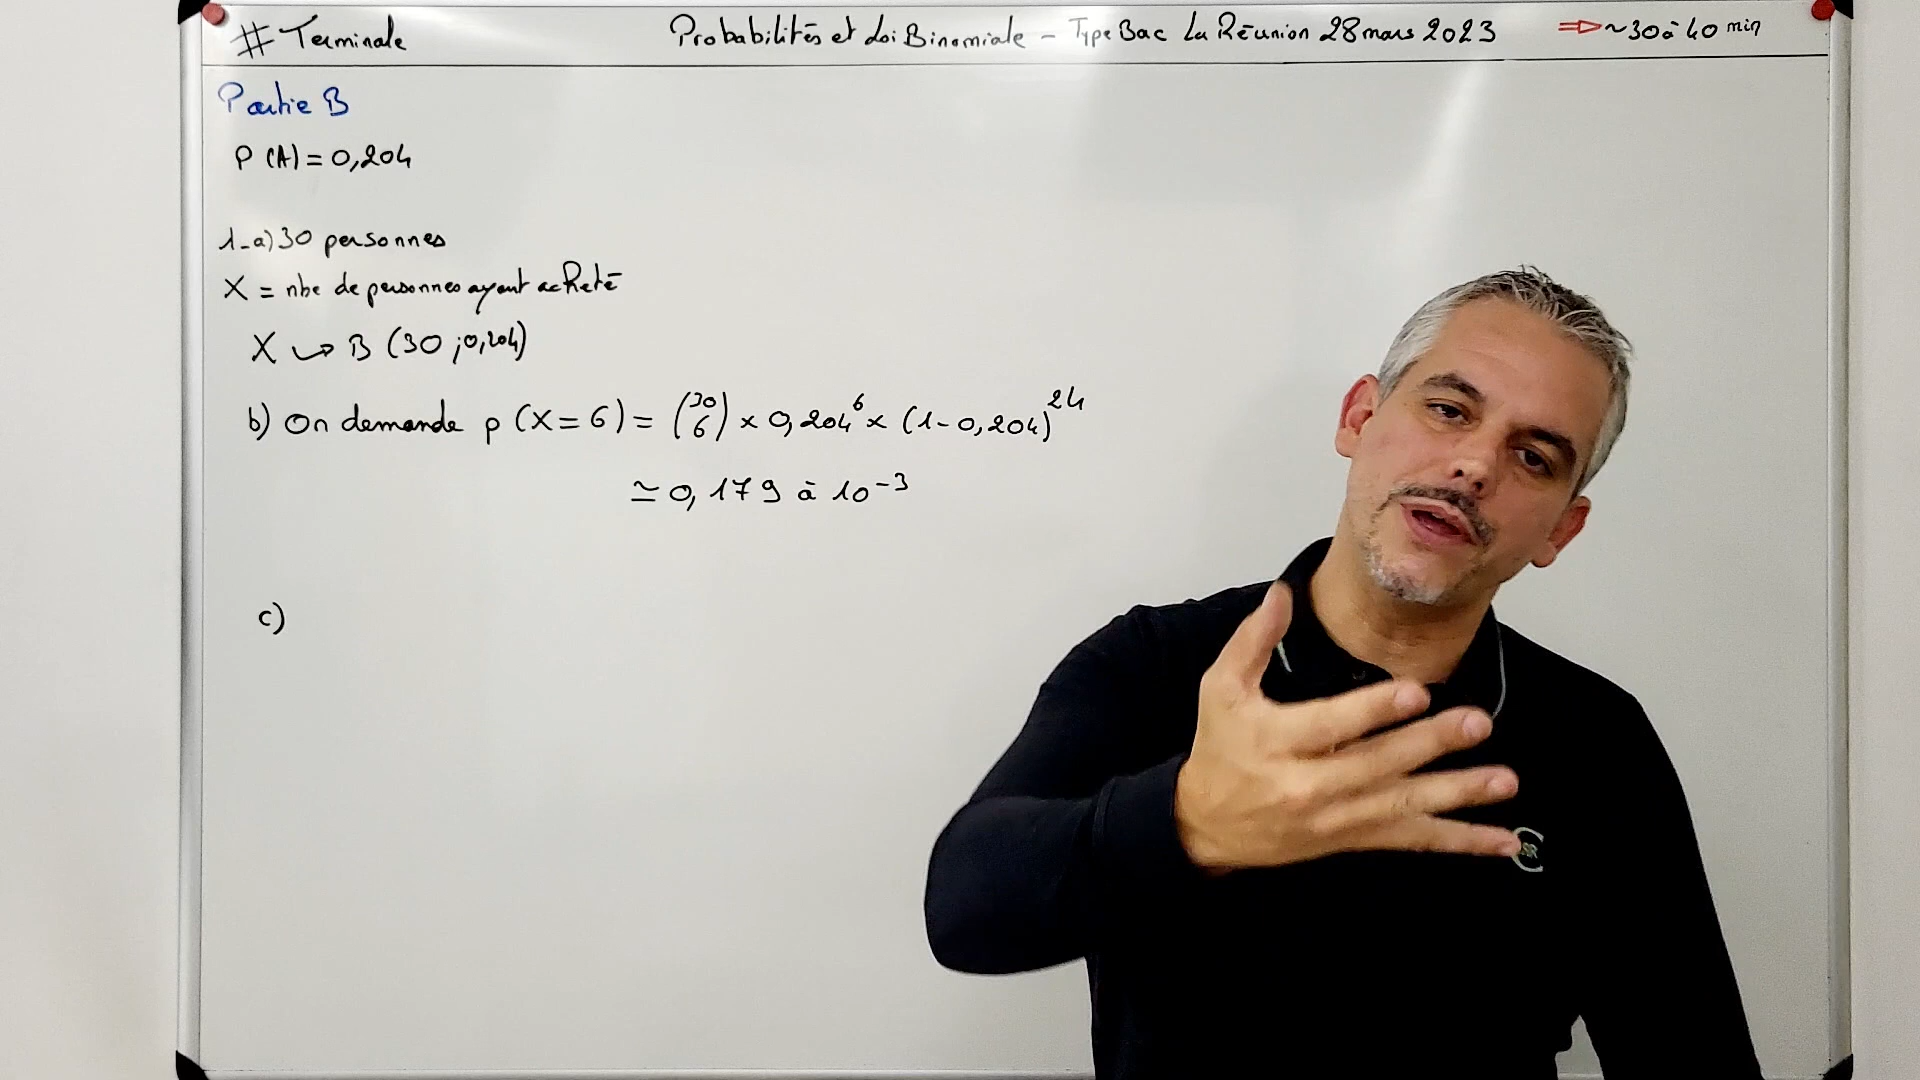 # Terminale
Probabilités et Loi Binomiale - Type Bac La Réunion 28 mars 2023 ⇒ ~30 à 40 min
Partie B
P(A) = 0,204
1-a) 30 personnes
X = nbe de personnes ayant acheté
X ↪ B (30 ; 0,204)
b) On demande p (X = 6) = (30 6) × 0,204⁶ × (1 - 0,204)²⁴
≃ 0,179 à 10⁻³
c)